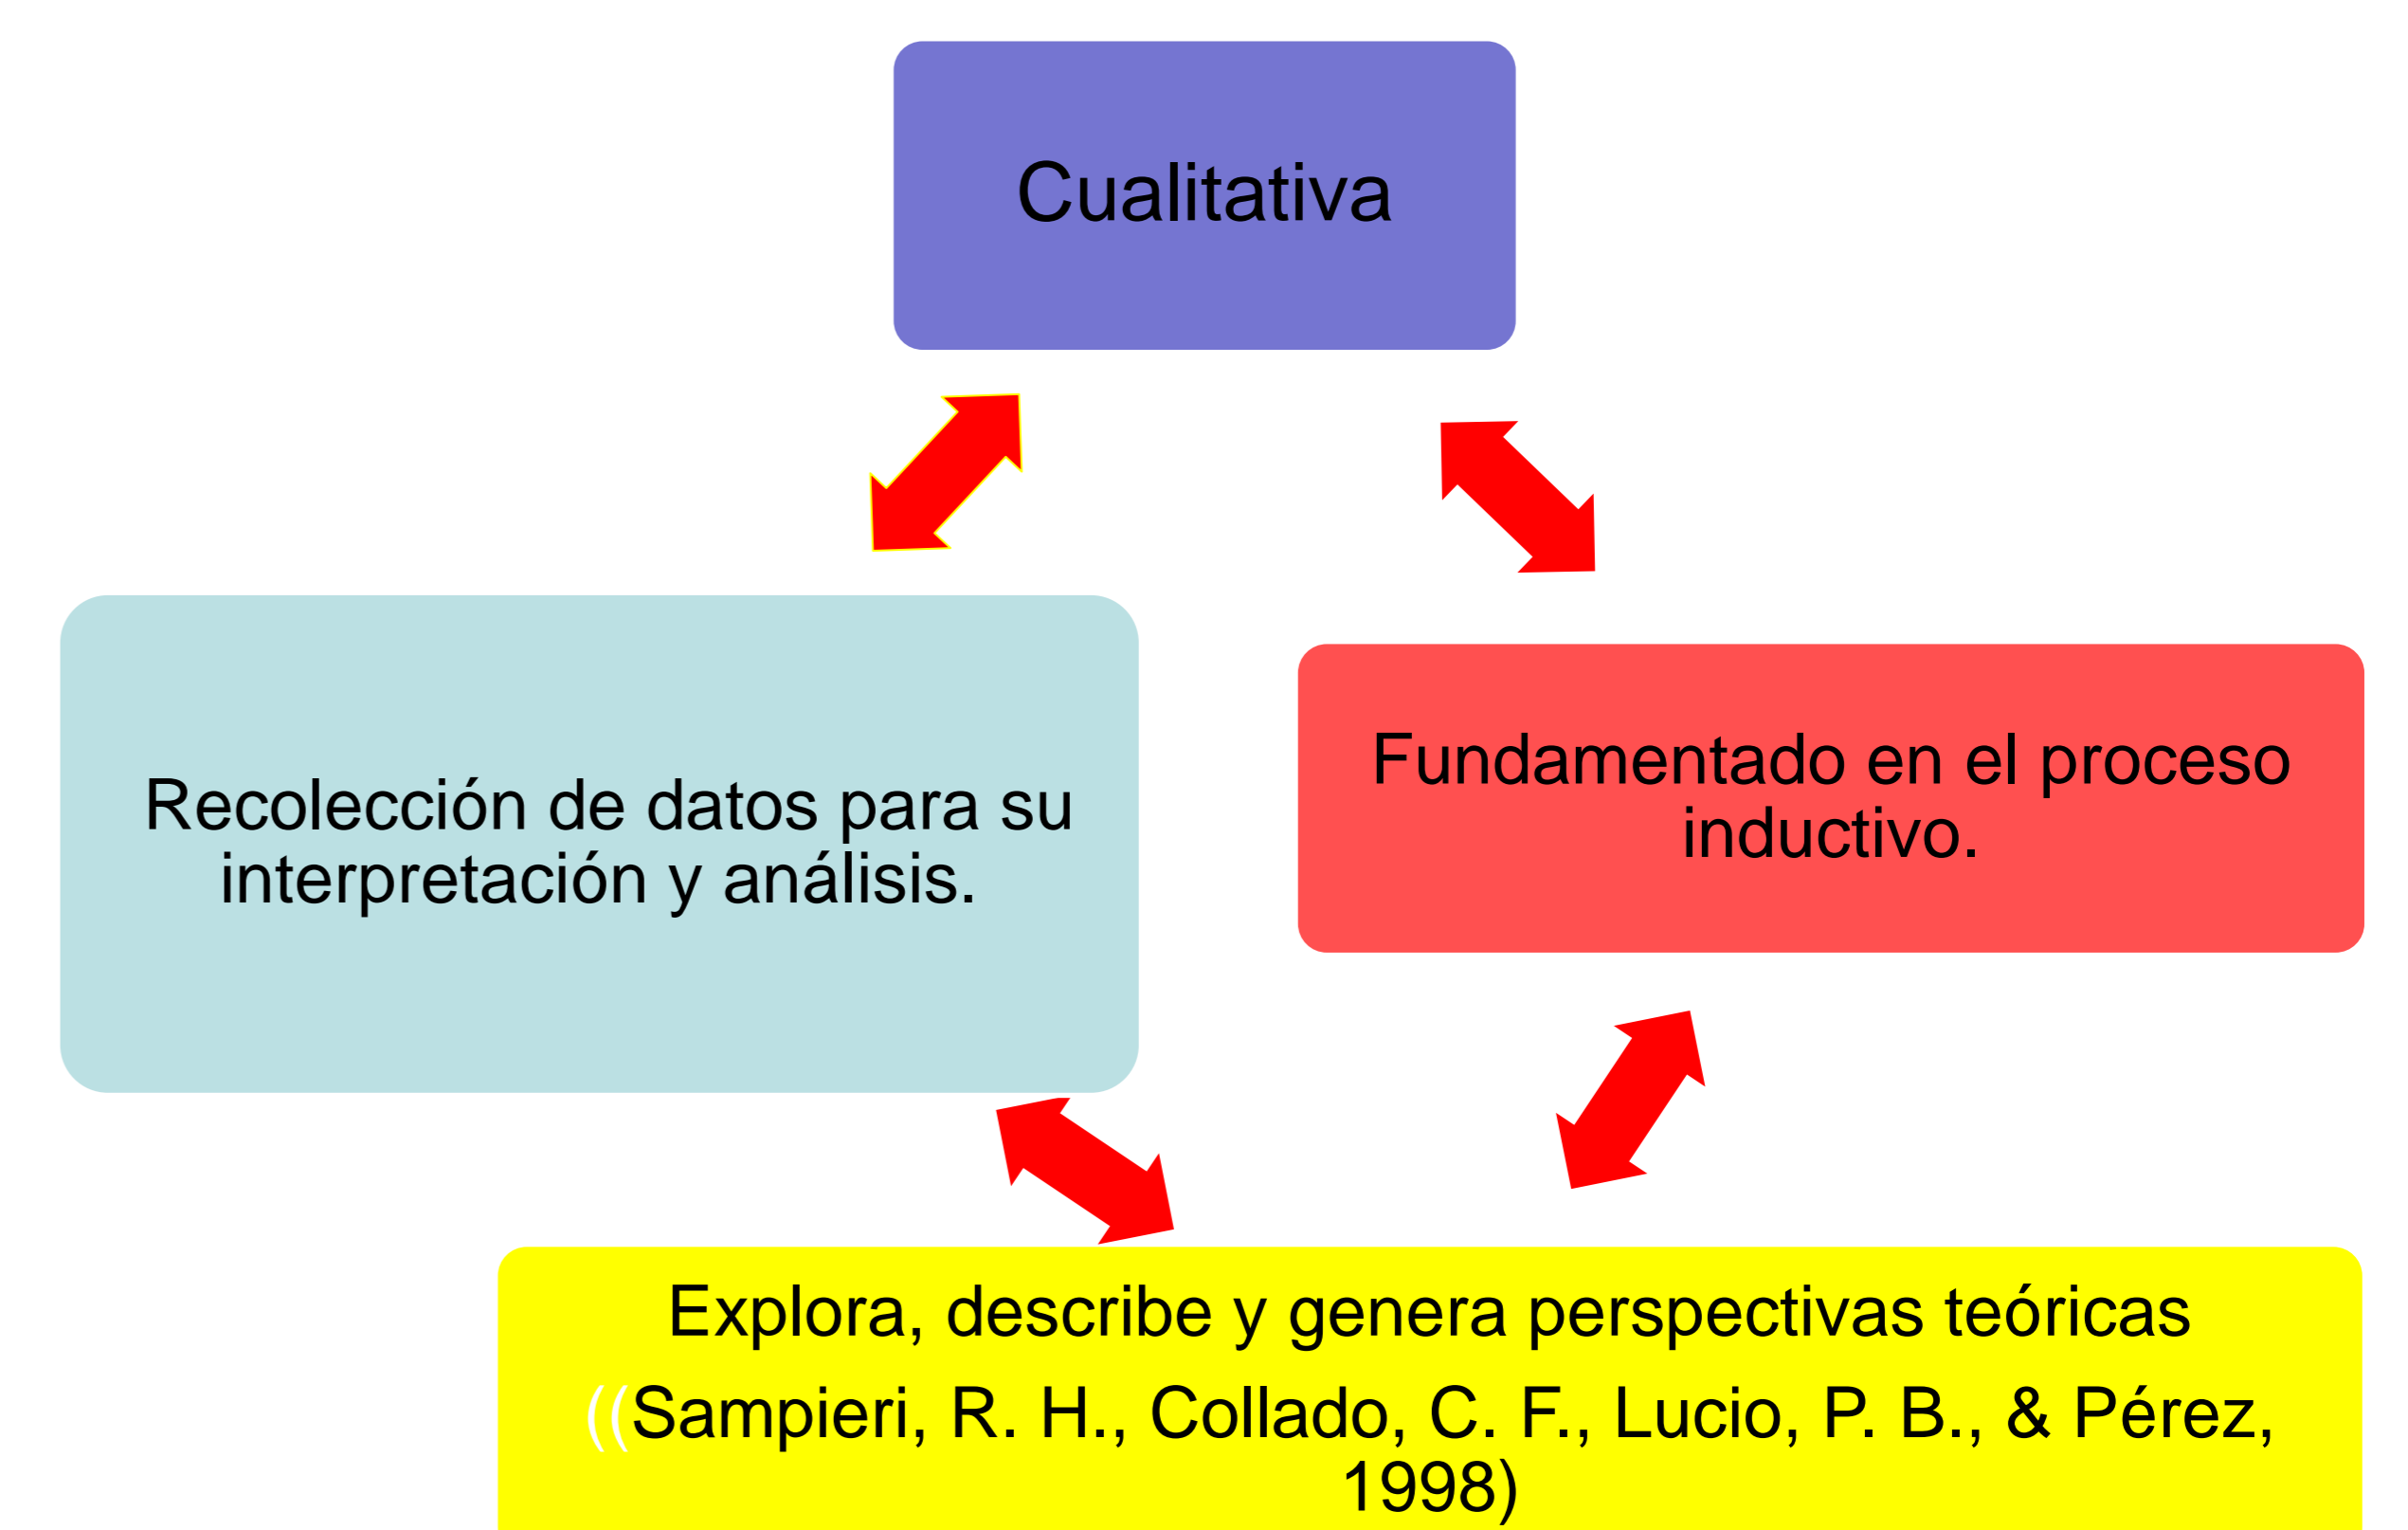 Cualitativa
Recolección de datos para su
interpretación y análisis.
Fundamentado en el proceso
inductivo.
Explora, describe y genera perspectivas teóricas
((Sampieri, R. H., Collado, C. F., Lucio, P. B., & Pérez,
1998)